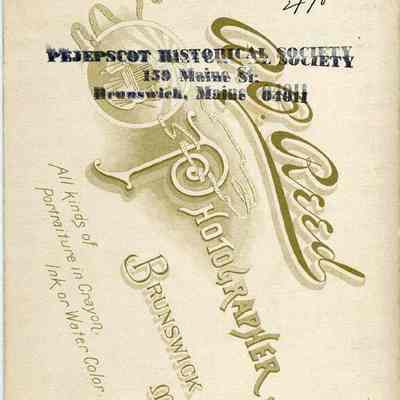 PEJEPSCOT HISTORICAL SOCIETY
159 Maine St.
Brunswick, Maine 04011
Reed
PHOTOGRAPHER
BRUNSWICK
All kinds of
Portraiture in Crayon,
Ink or Water Color.